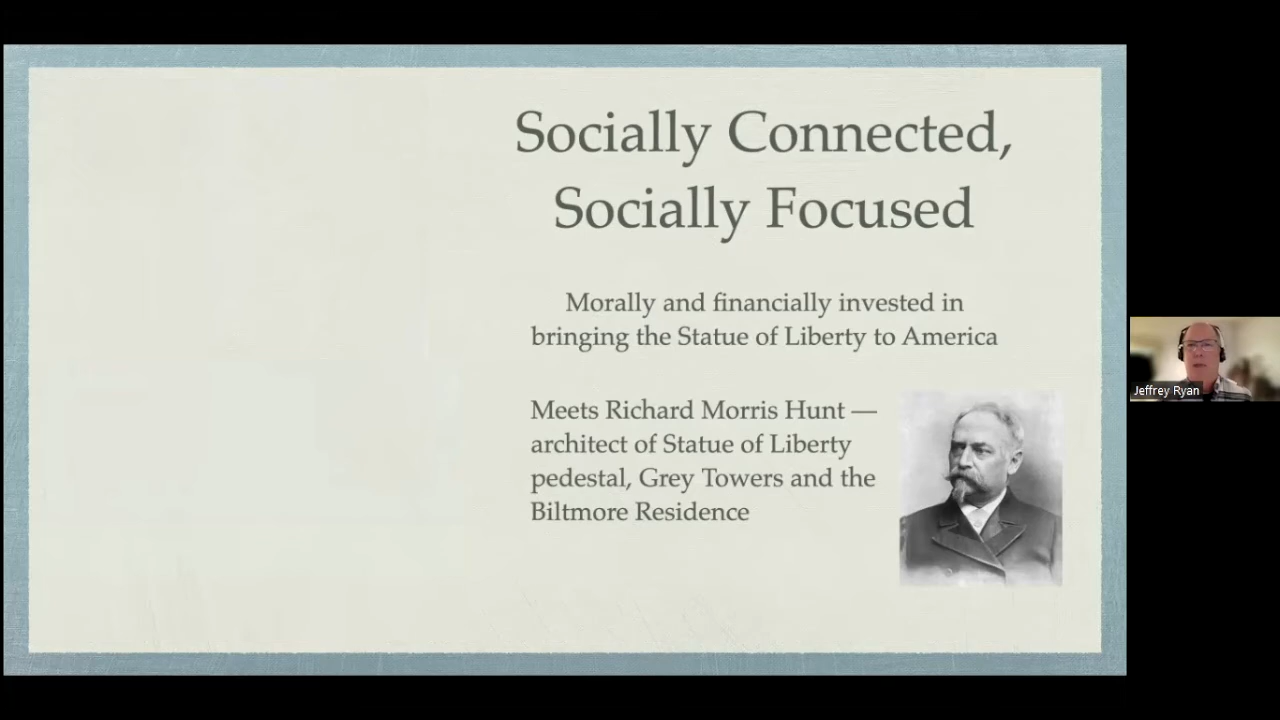 Socially Connected,
Socially Focused
Morally and financially invested in
bringing the Statue of Liberty to America
Meets Richard Morris Hunt —
architect of Statue of Liberty
pedestal, Grey Towers and the
Biltmore Residence
Jeffrey Ryan